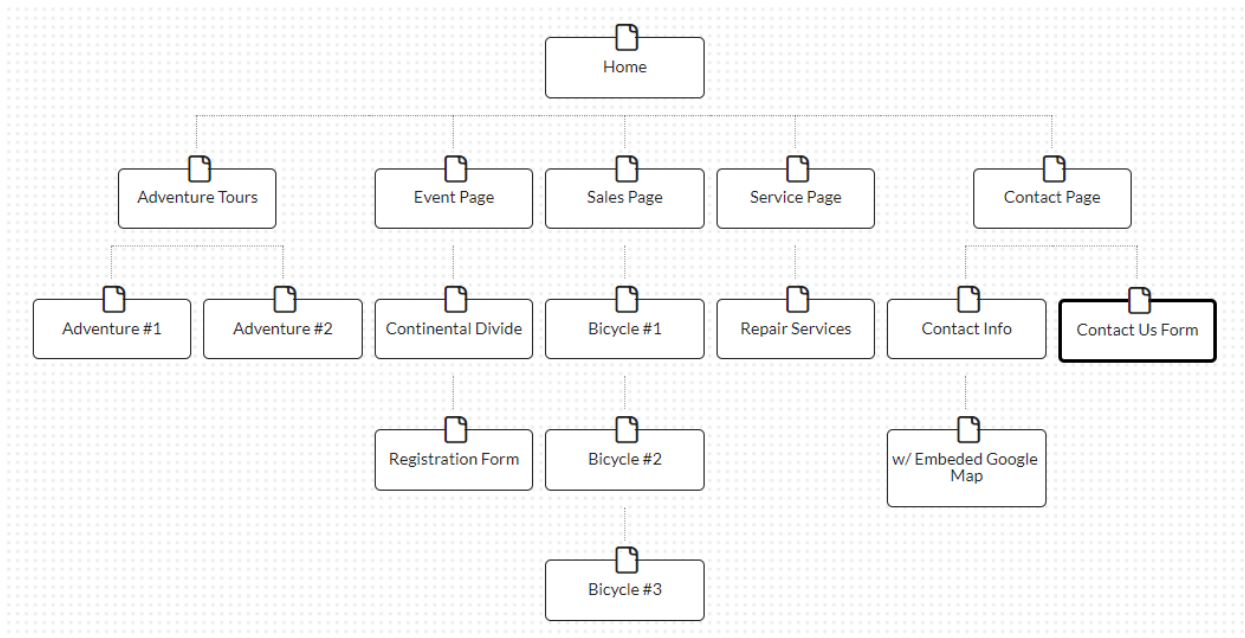 Home
Adventure Tours
Event Page
Sales Page
Service Page
Contact Page
Adventure #1
Adventure #2
Continental Divide
Bicycle #1
Repair Services
Contact Info
Contact Us Form
Registration Form
Bicycle #2
w/ Embeded Google
Map
Bicycle #3